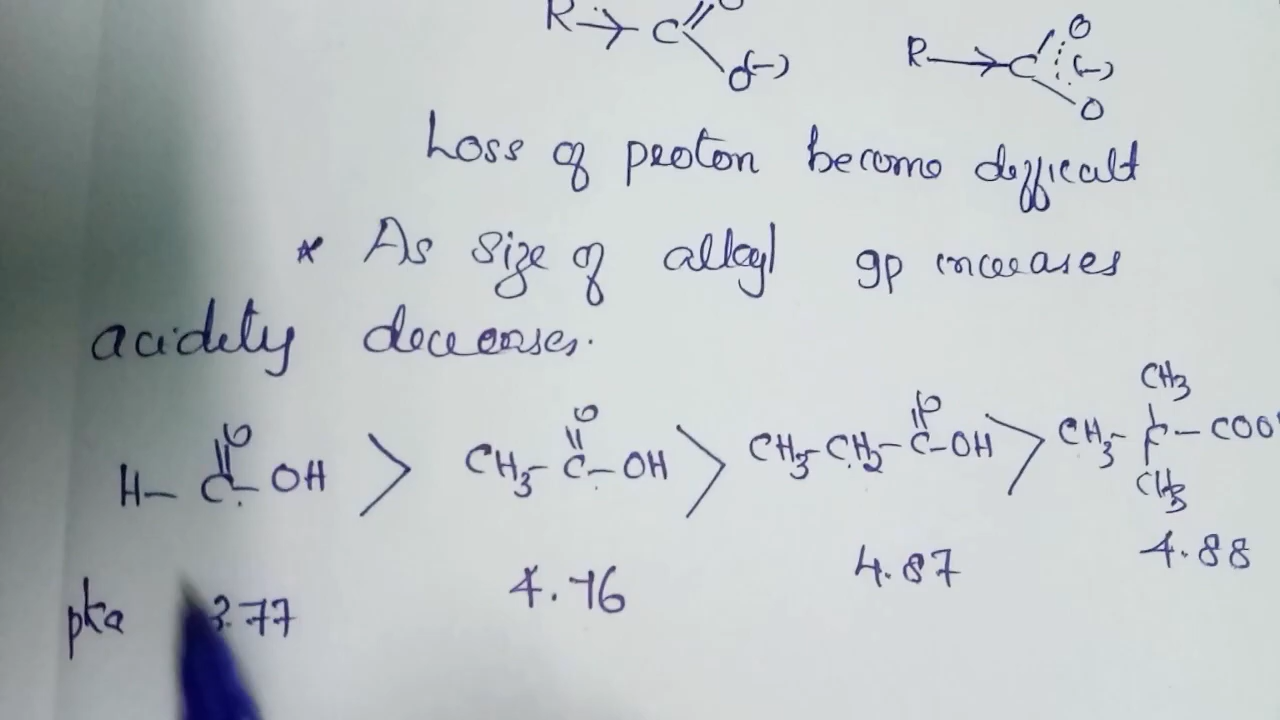 R→C O O(-)
R→C O (-) O
Loss of proton become difficult
* As size of alkyl gp increases
acidity decreases.
H-C(=O)-OH > CH3-C(=O)-OH > CH3-CH2-C(=O)-OH > CH3-C(CH3)(CH3)-COO
pka 3.77 4.76 4.87 4.88